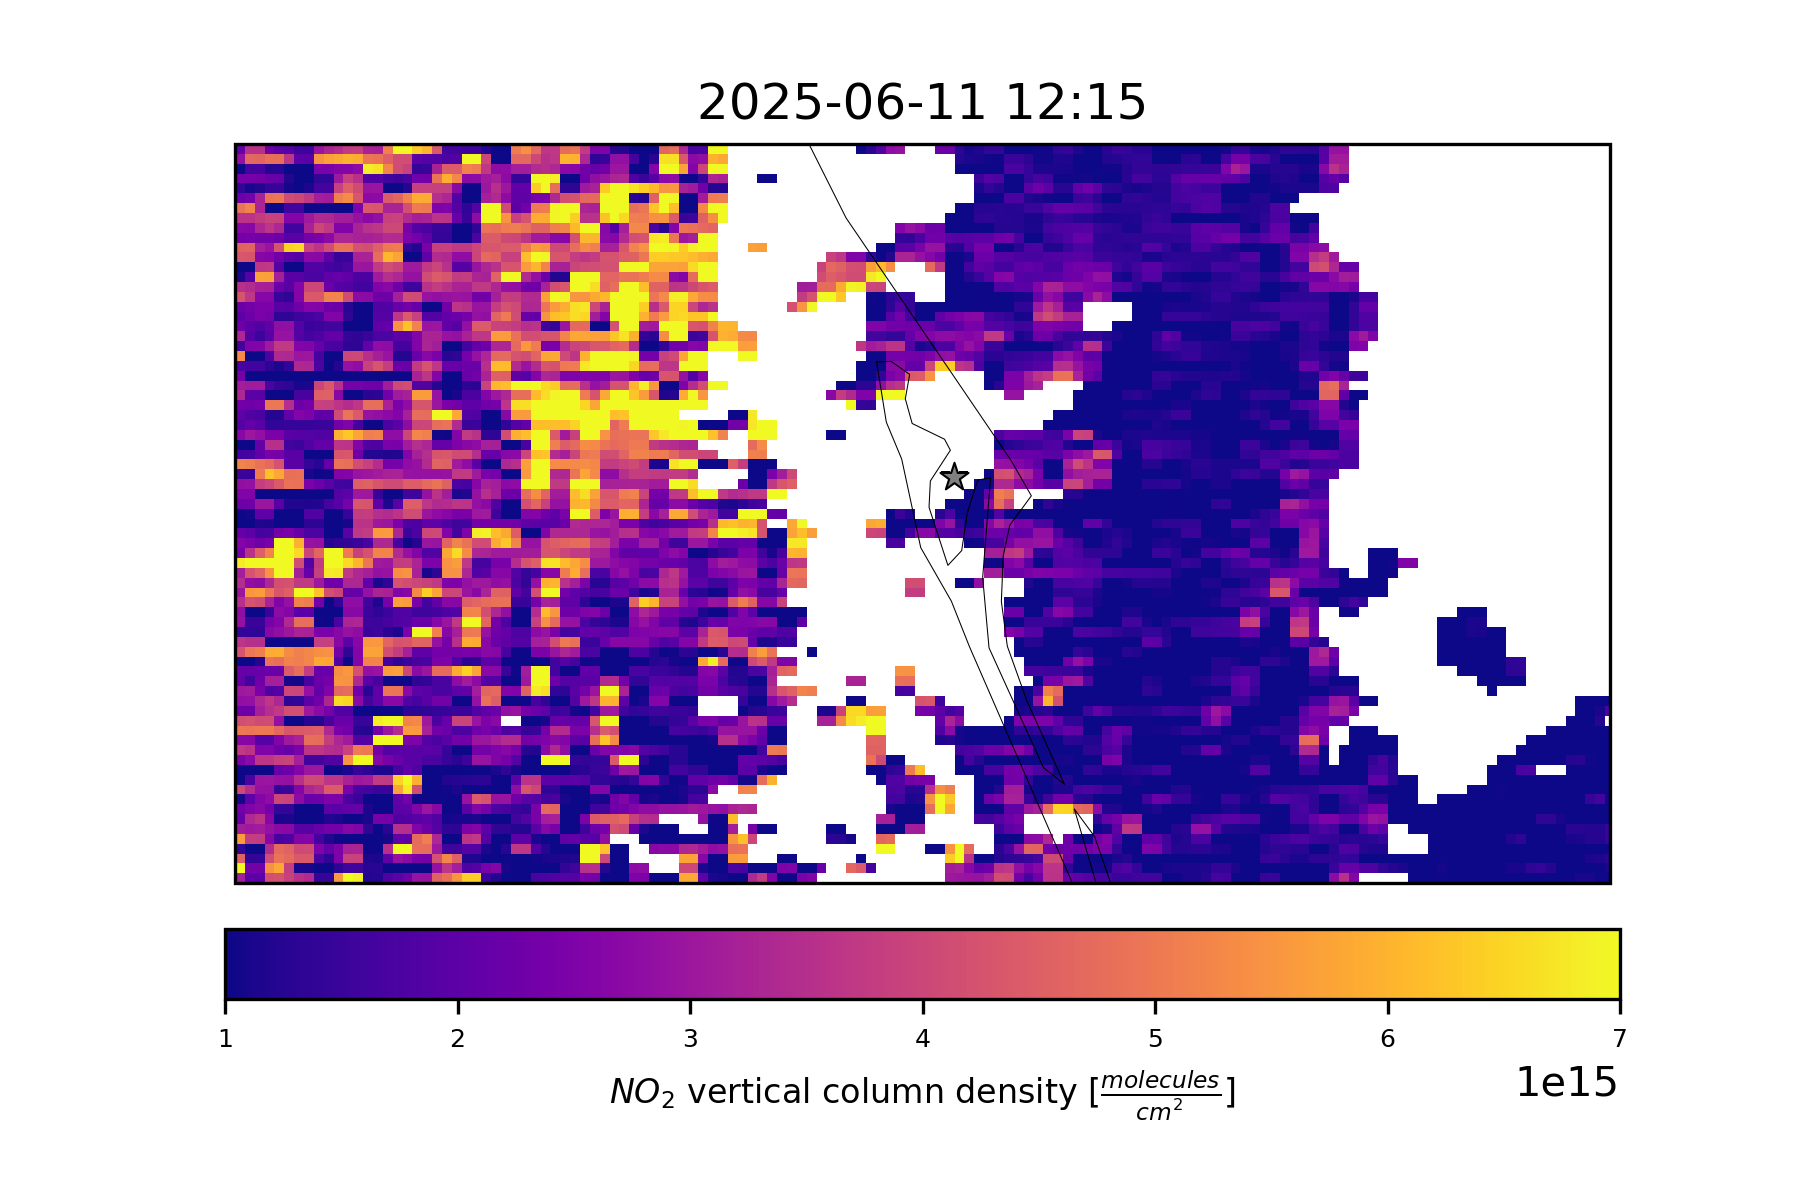 2025-06-11 12:15
1 2 3 4 5 6 7
1e15
NO₂ vertical column density [molecules/cm²]